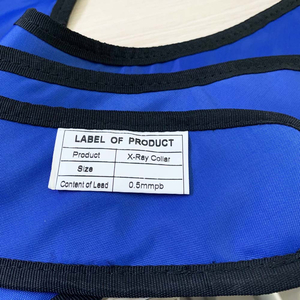 LABEL OF PRODUCT
Product X-Ray Collar
Size
Content of Lead 0.5mmpb